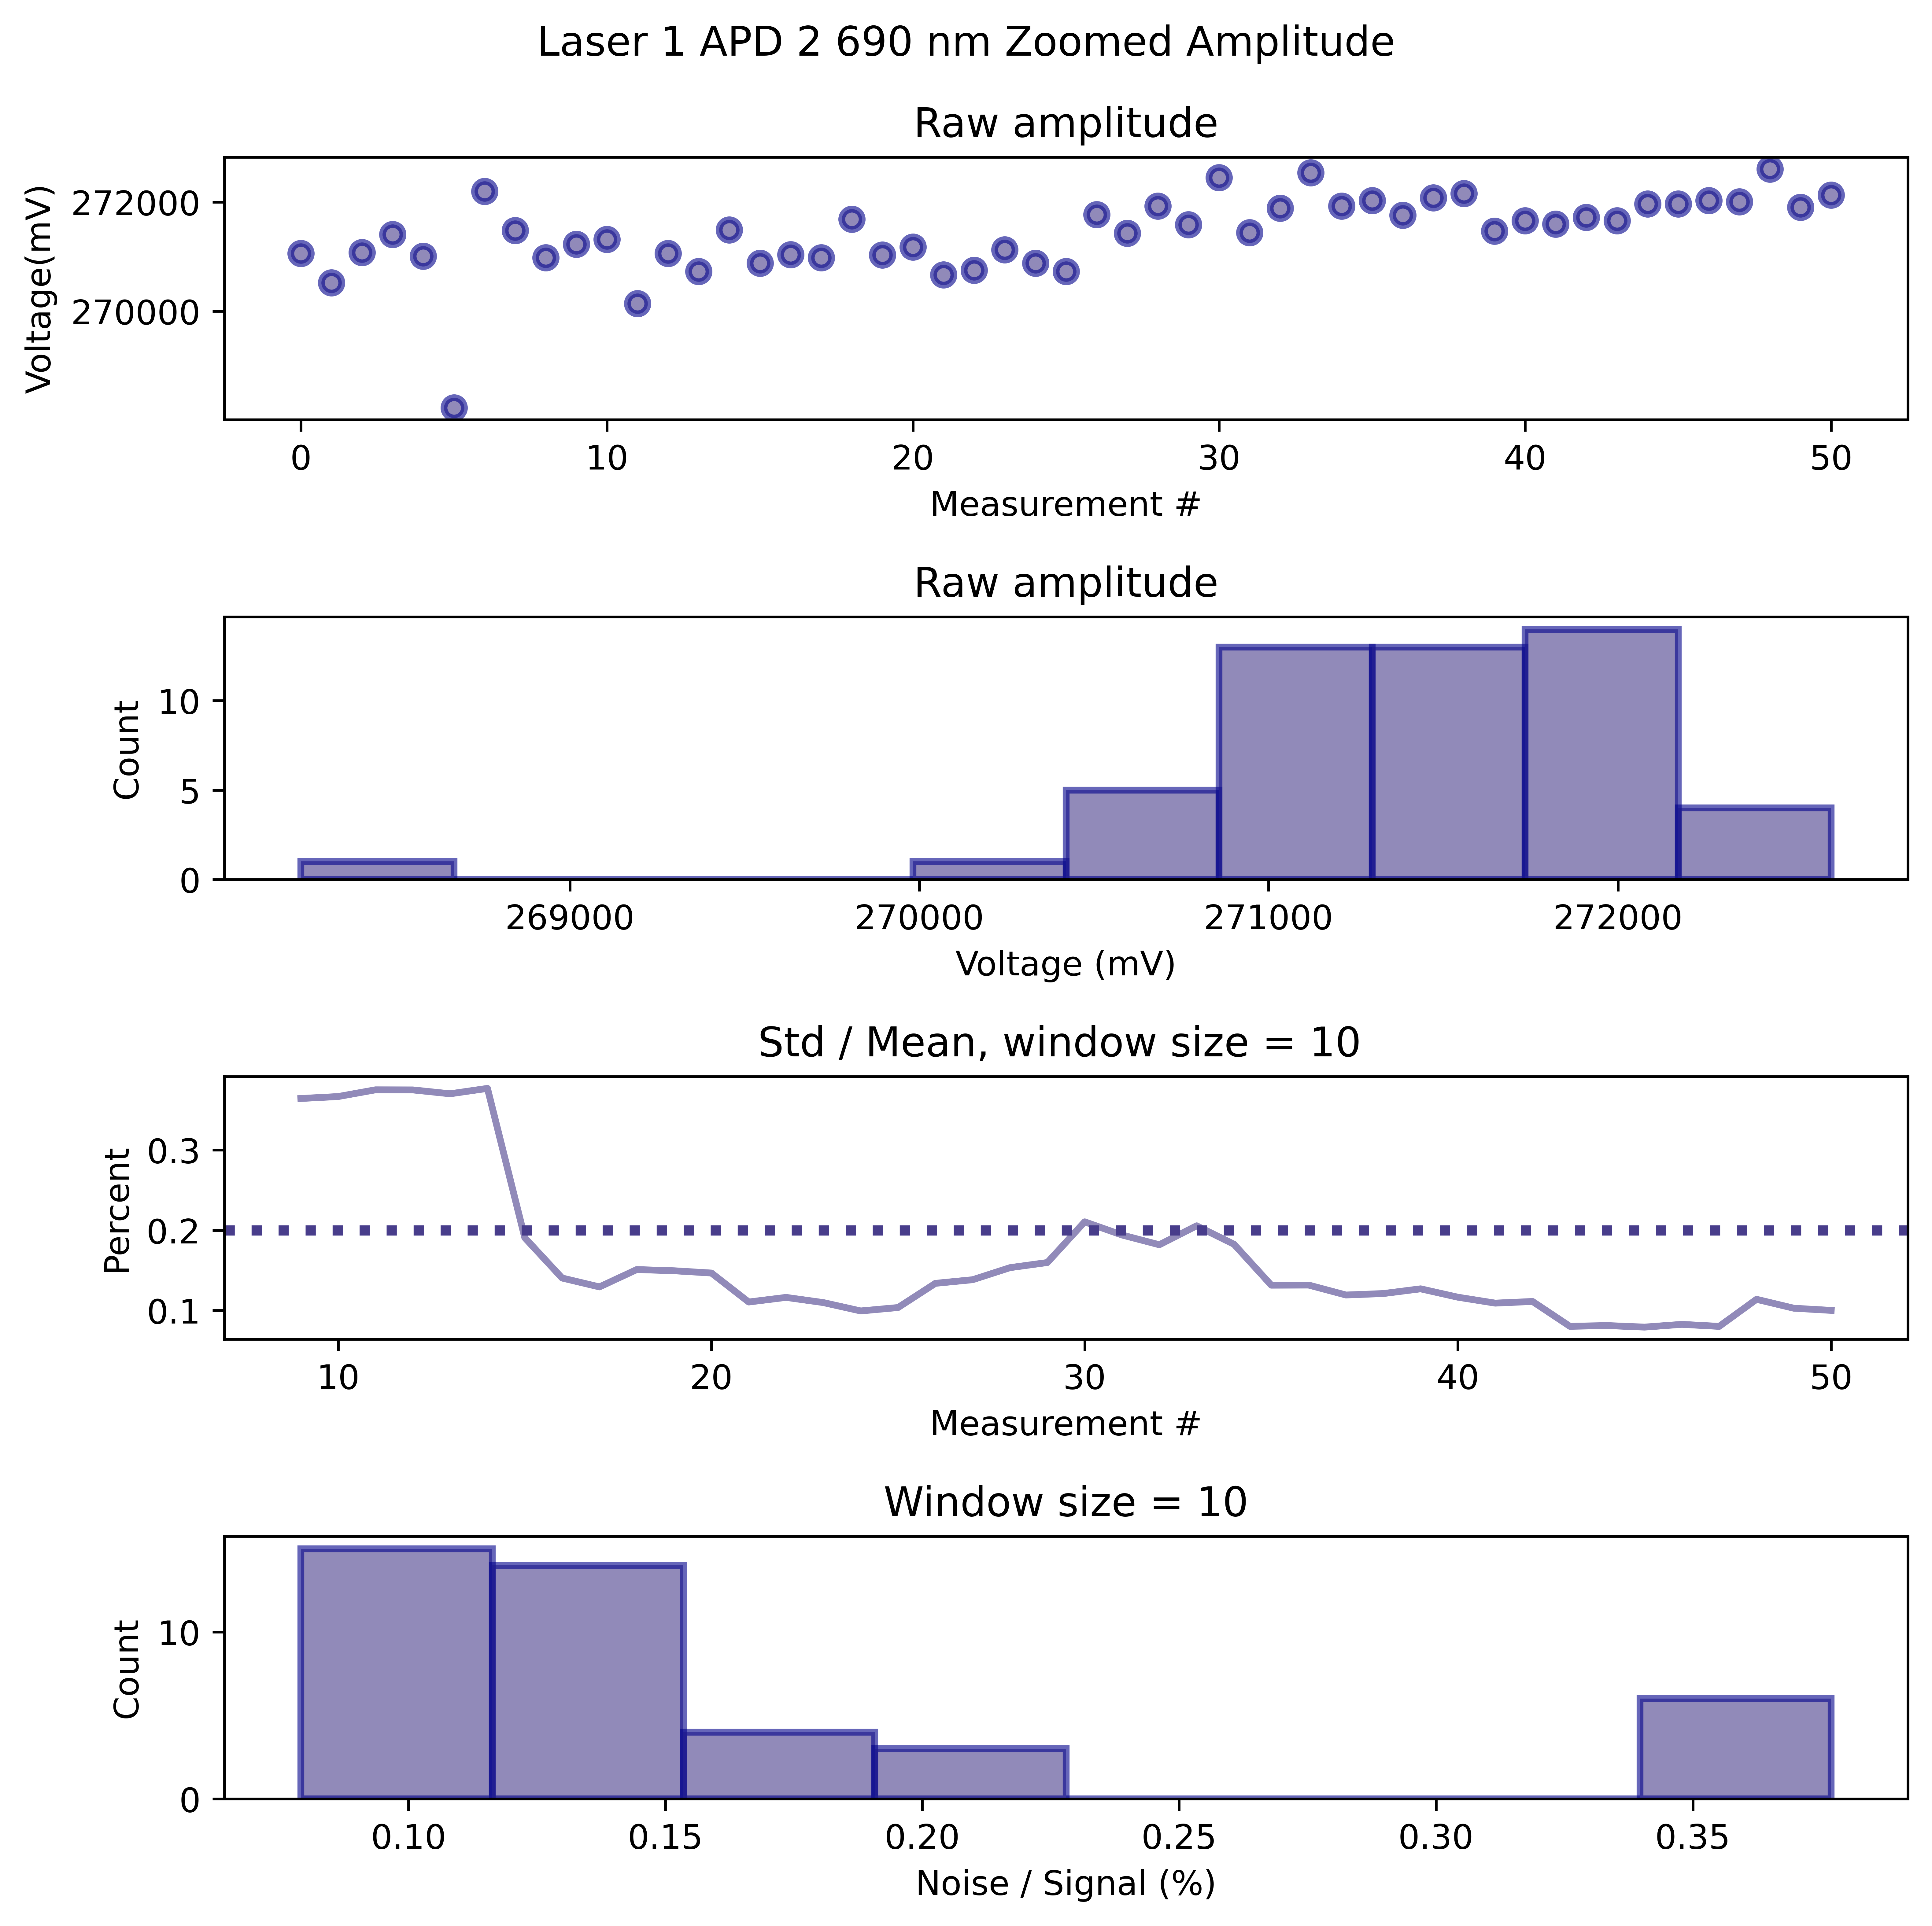 Laser 1 APD 2 690 nm Zoomed Amplitude
Raw amplitude
Voltage(mV)
272000
270000
0 10 20 30 40 50
Measurement #
Raw amplitude
Count
10
5
0
269000 270000 271000 272000
Voltage (mV)
Std / Mean, window size = 10
Percent
0.3
0.2
0.1
10 20 30 40 50
Measurement #
Window size = 10
Count
10
0
0.10 0.15 0.20 0.25 0.30 0.35
Noise / Signal (%)